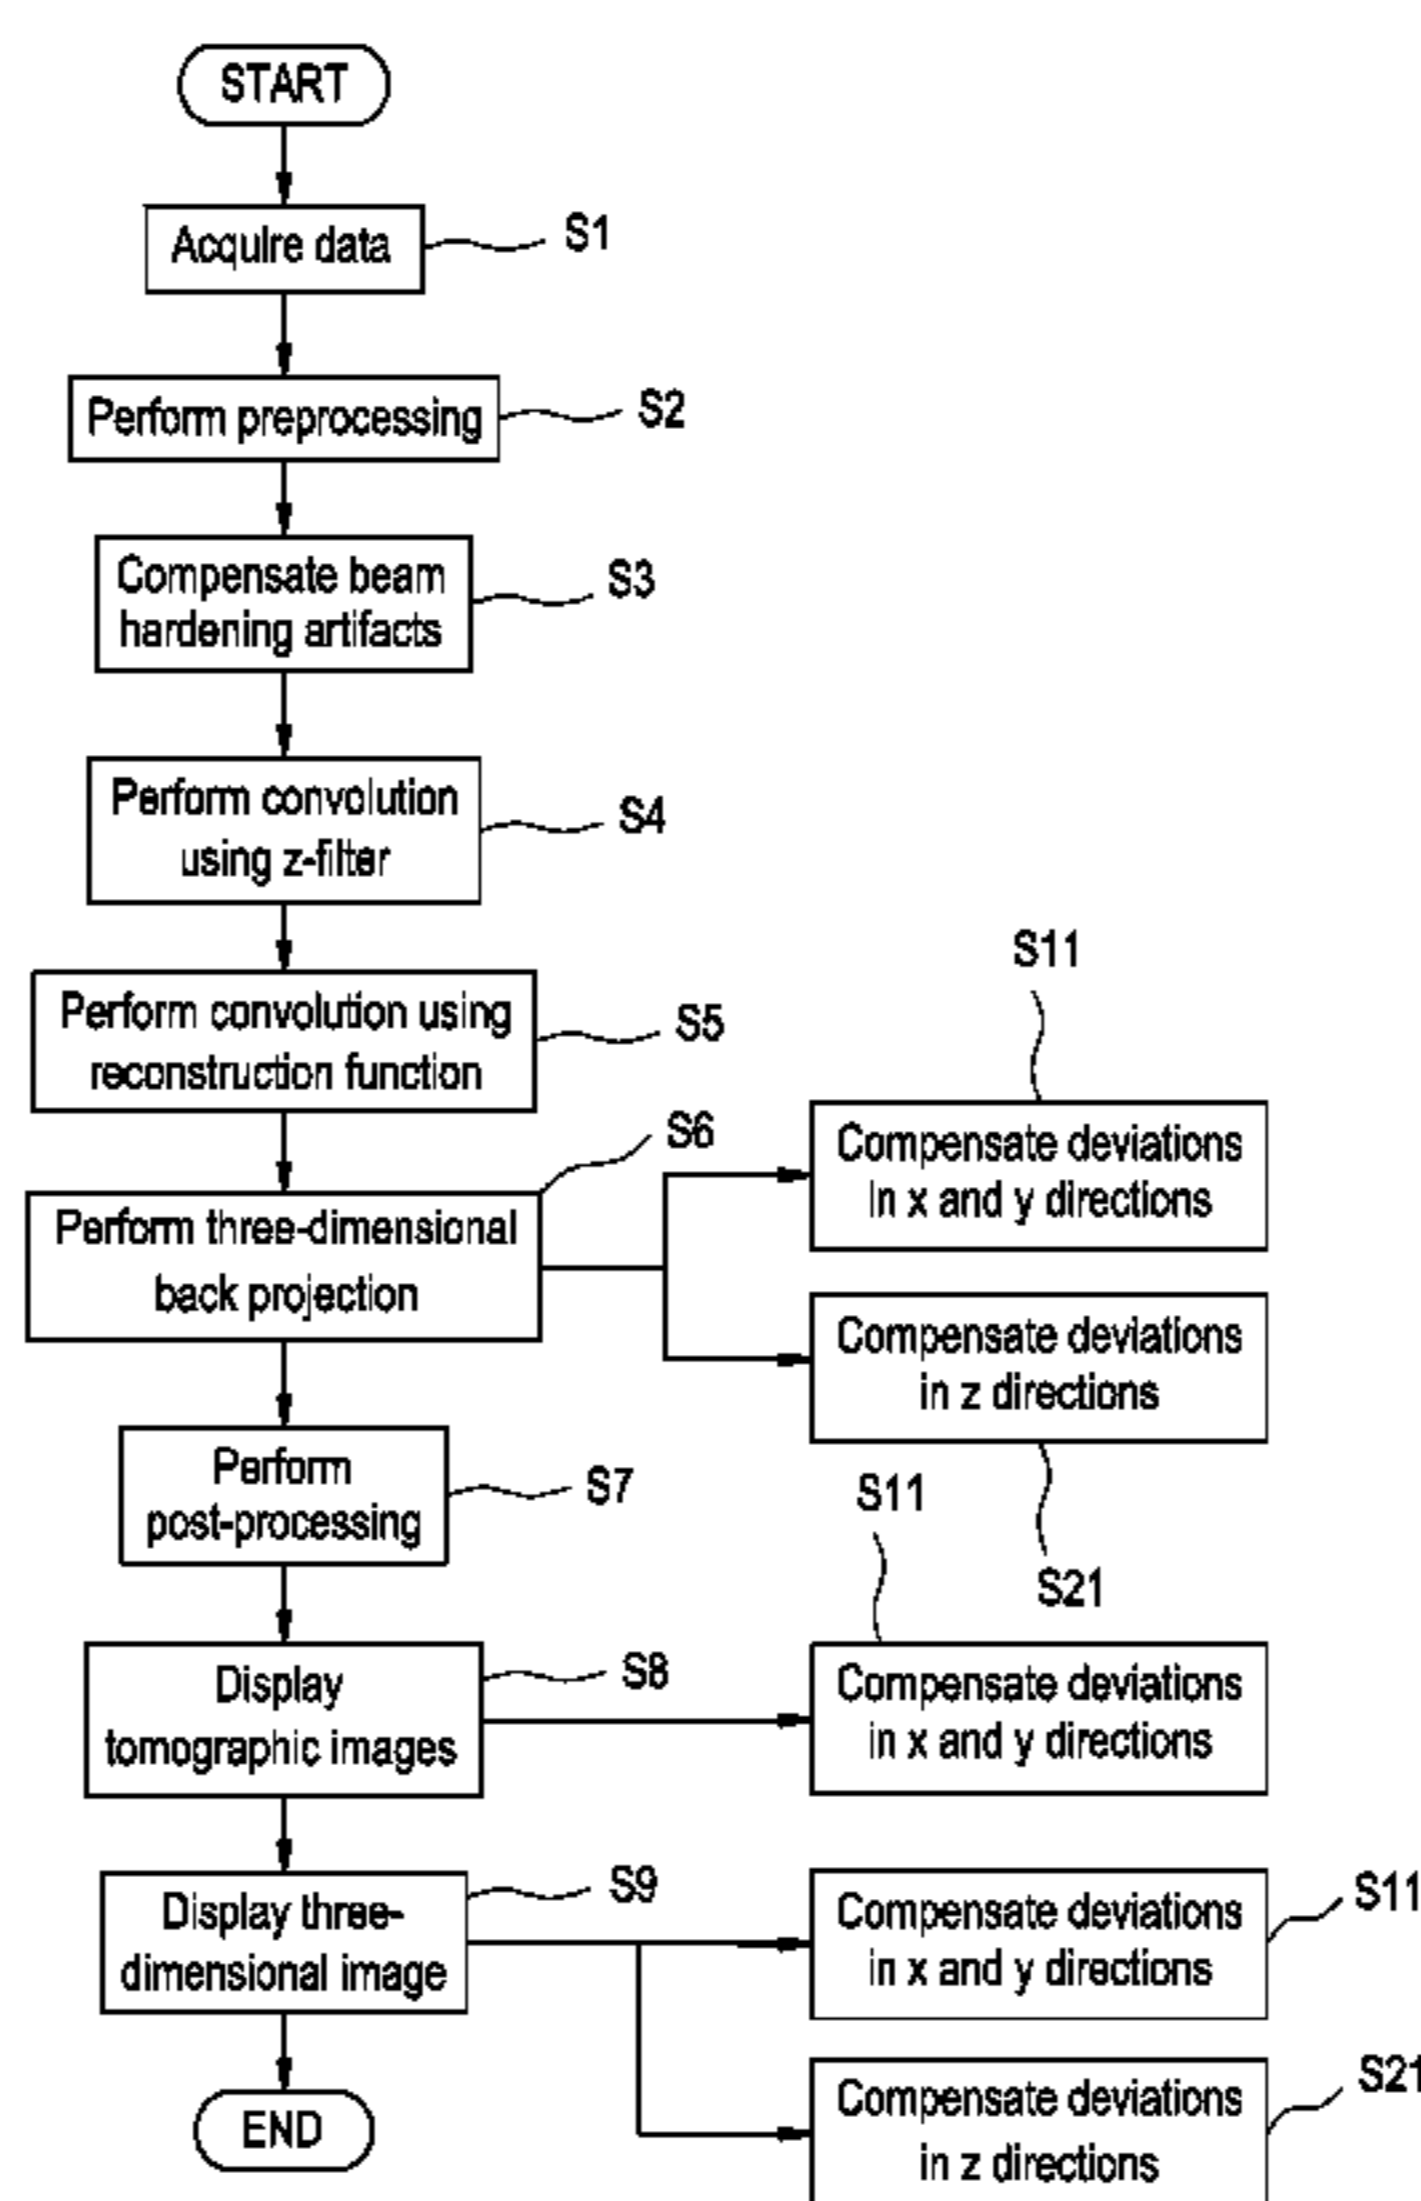 START
Acquire data
S1
Perform preprocessing
S2
Compensate beam
hardening artifacts
S3
Perform convolution
using z-filter
S4
Perform convolution using
reconstruction function
S5
Perform three-dimensional
back projection
S6
S11
Compensate deviations
in x and y directions
Compensate deviations
in z directions
S21
Perform
post-processing
S7
Display
tomographic images
S8
S11
Compensate deviations
in x and y directions
Display three-
dimensional image
S9
Compensate deviations
in x and y directions
S11
Compensate deviations
in z directions
S21
END